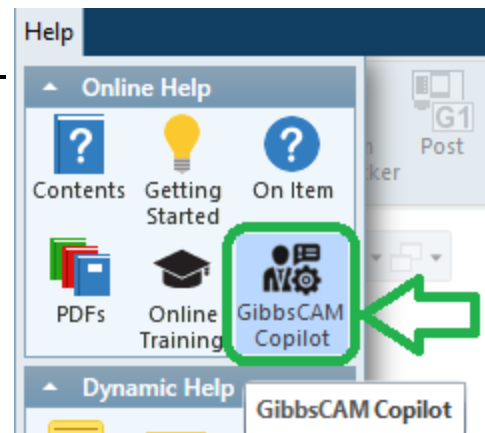 Help
Online Help
G1
Post
Contents
Getting
Started
On Item
ker
PDFs
Online
Training
GibbsCAM
Copilot
Dynamic Help
GibbsCAM Copilot